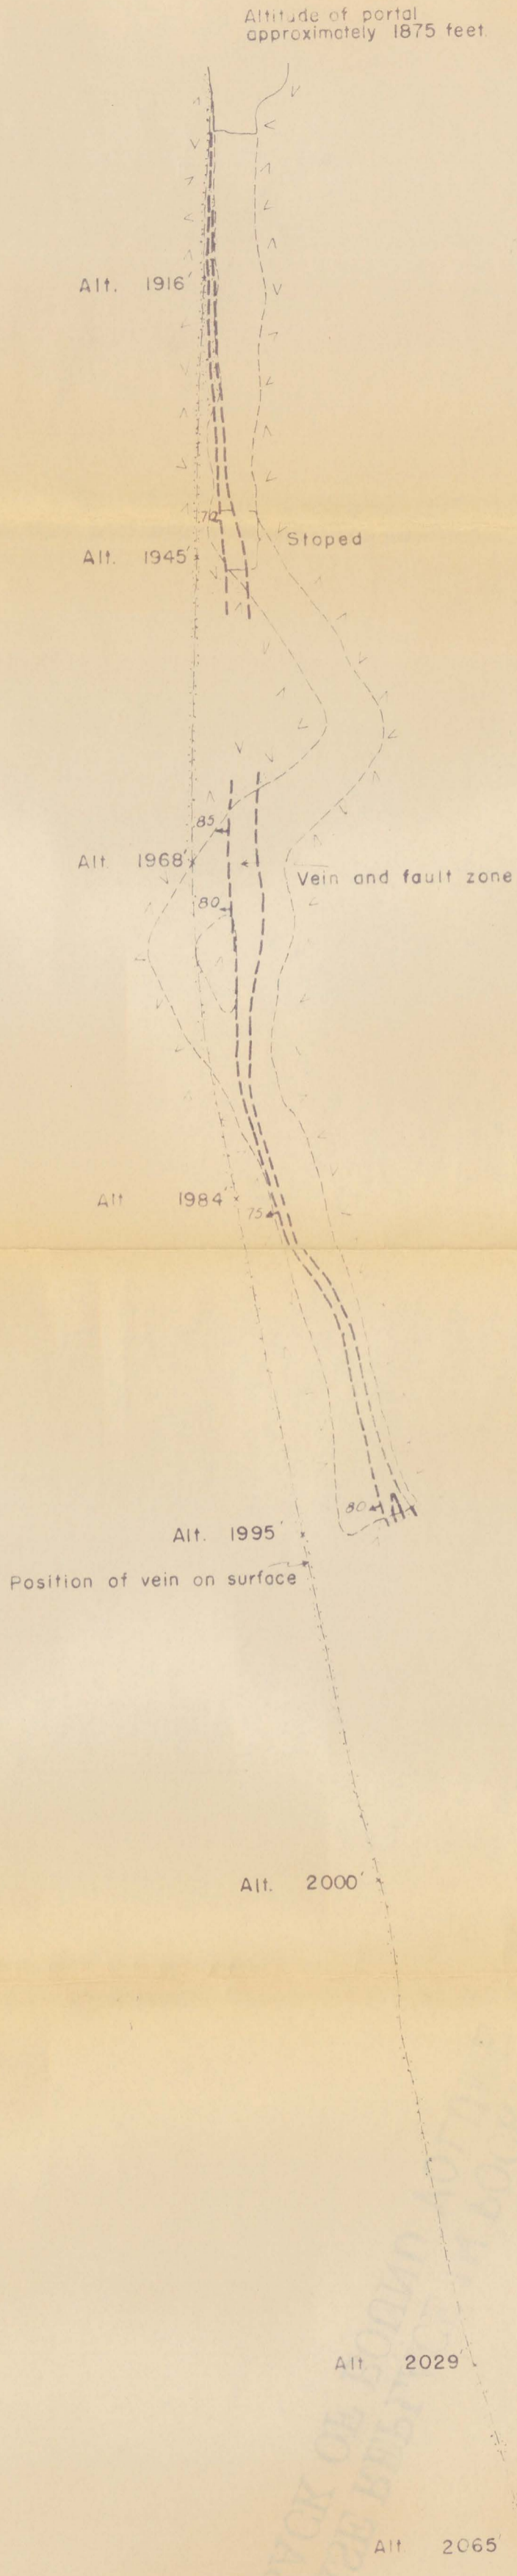 Altitude of portal
approximately 1875 feet.
Alt. 1916'
70
Stoped
Alt. 1945'
85
Alt. 1968'
Vein and fault zone
80
Alt 1984'
75
80
Alt. 1995'
Position of vein on surface
Alt. 2000'
Alt 2029'
Alt 2065'